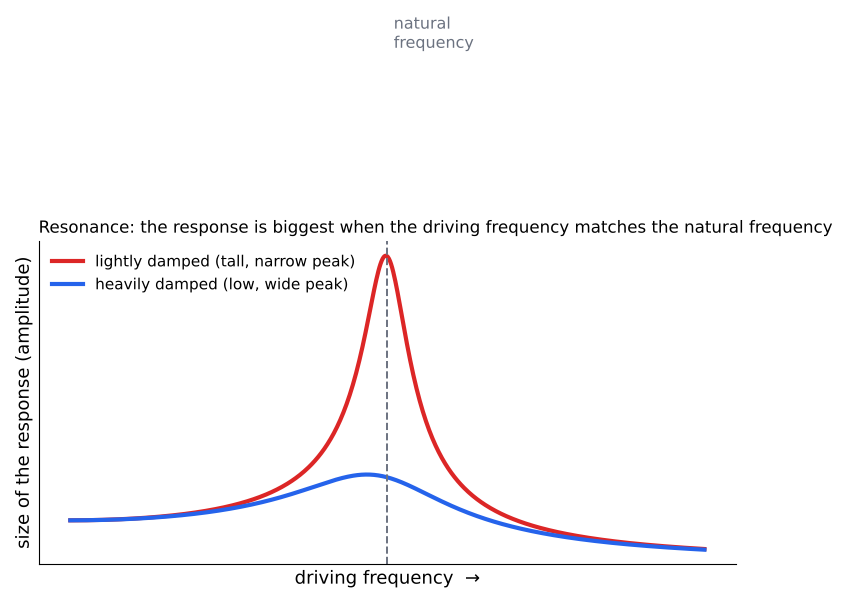 natural
frequency
Resonance: the response is biggest when the driving frequency matches the natural frequency
lightly damped (tall, narrow peak)
heavily damped (low, wide peak)
size of the response (amplitude)
driving frequency →